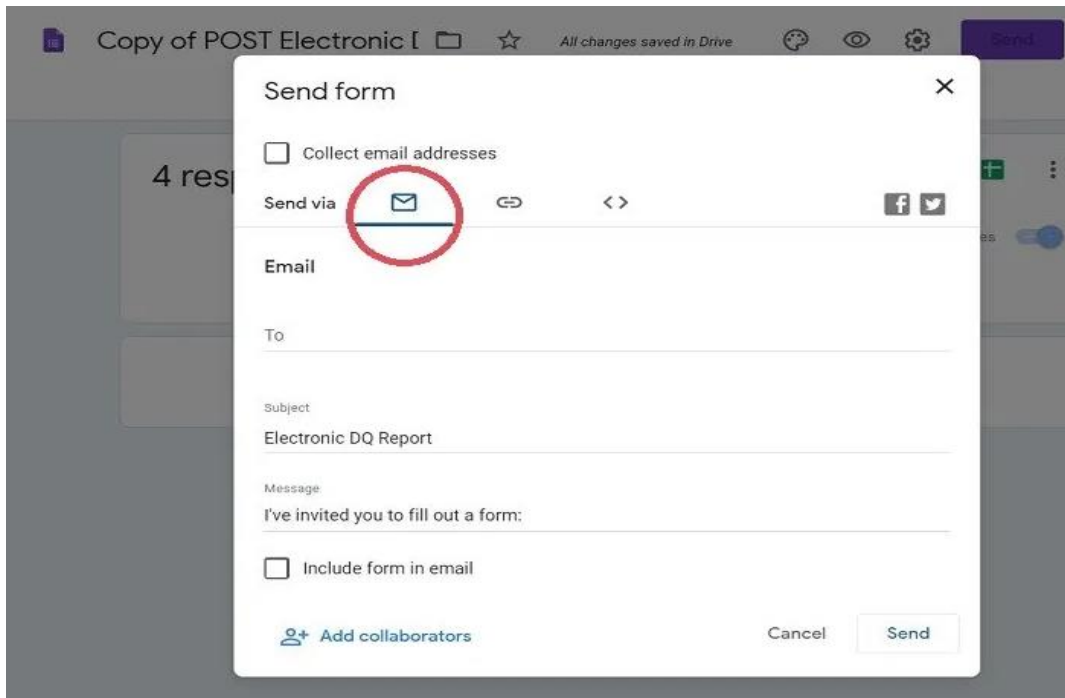 Copy of POST Electronic [
All changes saved in Drive
Send
Send form
Collect email addresses
4 res
Send via
es
Email
To
Subject
Electronic DQ Report
Message
I've invited you to fill out a form:
Include form in email
Add collaborators
Cancel
Send